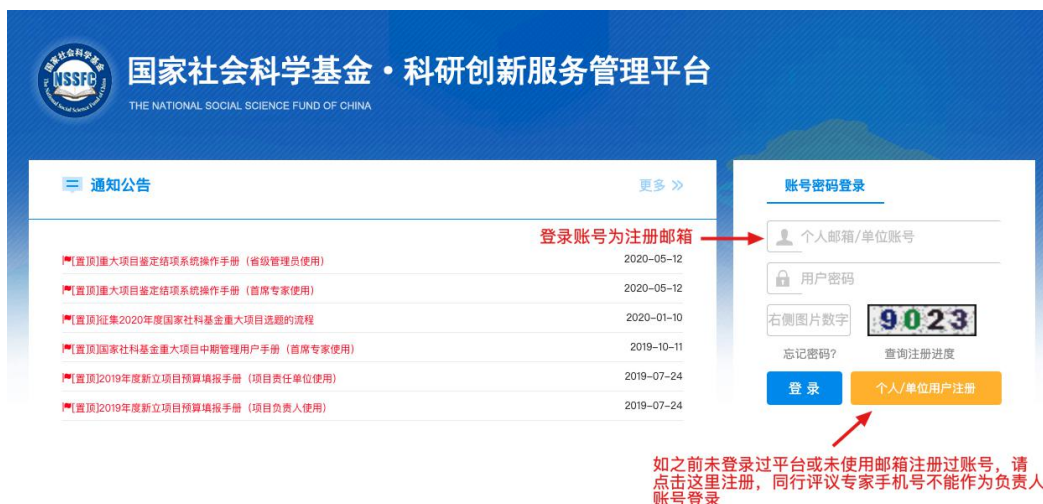 国家社会科学基金·科研创新服务管理平台
THE NATIONAL SOCIAL SCIENCE FUND OF CHINA
NSSFC
通知公告
更多
[置顶]重大项目鉴定结项系统操作手册（省级管理员使用）
2020-05-12
[置顶]重大项目鉴定结项系统操作手册（首席专家使用）
2020-05-12
[置顶]征集2020年度国家社科基金重大项目选题的流程
2020-01-10
[置顶]国家社科基金重大项目中期管理用户手册（首席专家使用）
2019-10-11
[置顶]2019年度新立项目预算填报手册（项目责任单位使用）
2019-07-24
[置顶]2019年度新立项目预算填报手册（项目负责人使用）
2019-07-24
登录账号为注册邮箱
账号密码登录
个人邮箱/单位账号
用户密码
右侧图片数字
9023
忘记密码?
查询注册进度
登 录
个人/单位用户注册
如之前未登录过平台或未使用邮箱注册过账号，请
点击这里注册，同行评议专家手机号不能作为负责人
账号登录